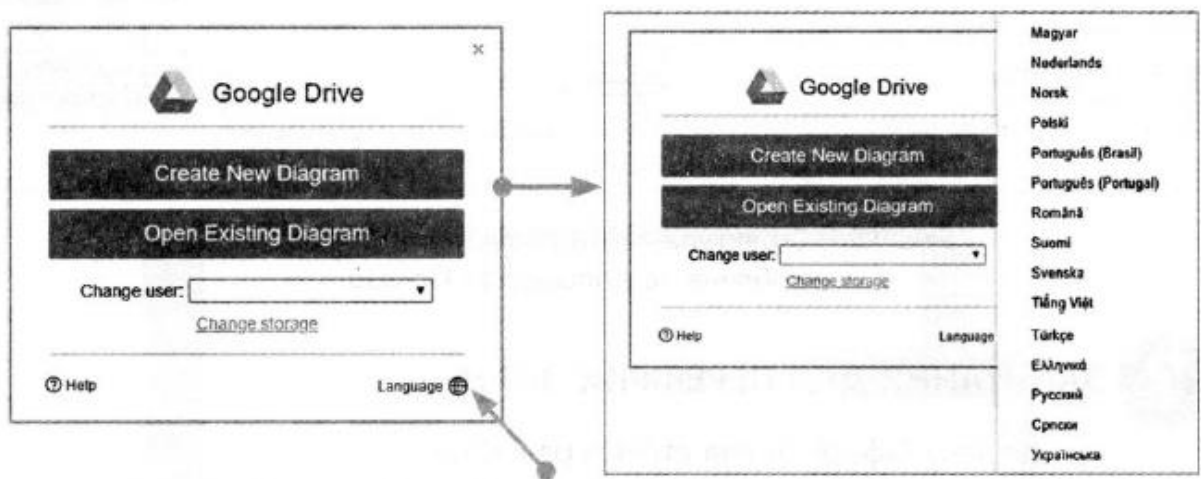 ×
Google Drive
Create New Diagram
Open Existing Diagram
Change user:
Change storage
Help
Language
Google Drive
Create New Diagram
Open Existing Diagram
Change user:
Change storage
Help
Language
Magyar
Nederlands
Norsk
Polski
Português (Brasil)
Português (Portugal)
Română
Suomi
Svenska
Tiếng Việt
Türkçe
Ελληνικά
Русский
Српски
Українська